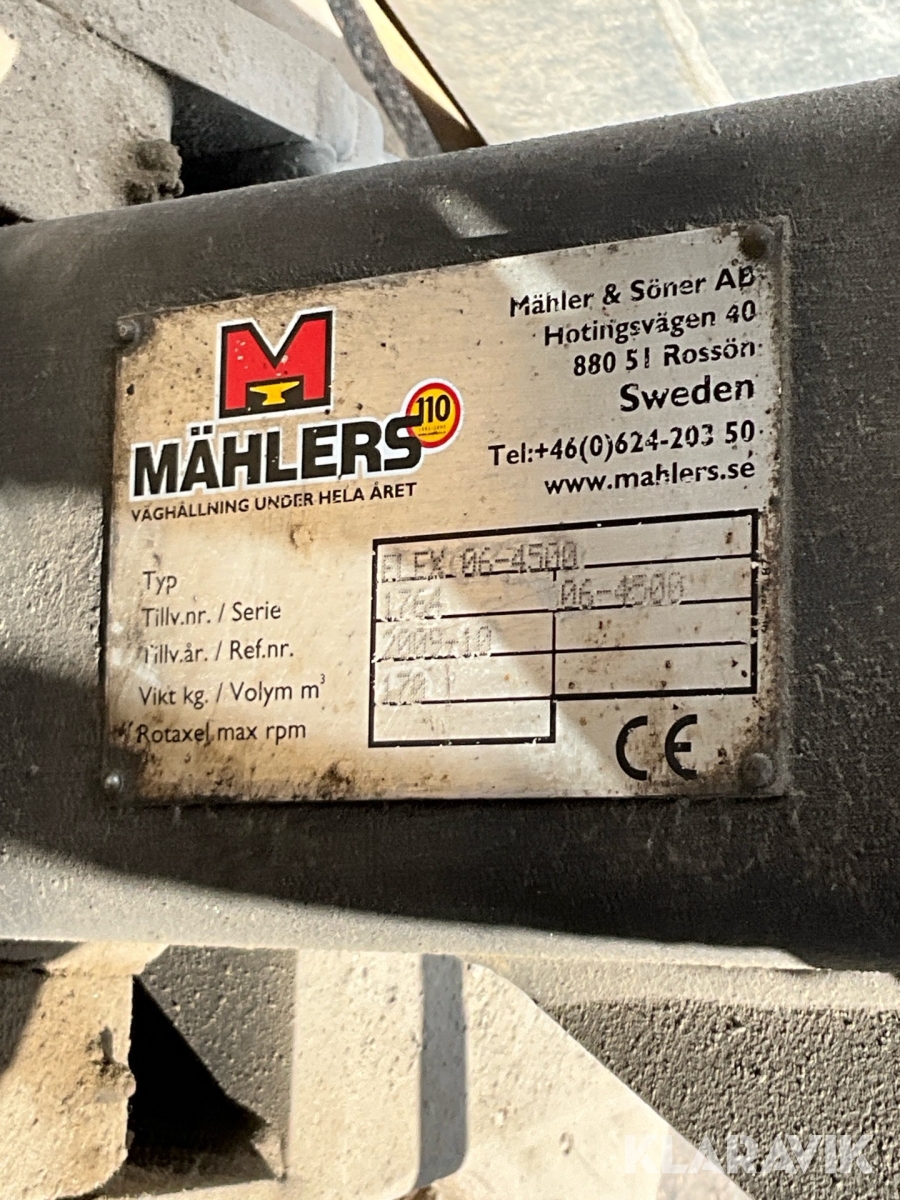 M
MÄHLERS 110
VÄGHÅLLNING UNDER HELA ÅRET
Mähler & Söner AB
Hotingsvägen 40
880 51 Rossön
Sweden
Tel:+46(0)624-203 50
www.mahlers.se
Typ FLEX 06-4500
Tillv.nr. / Serie 1764 06-4500
Tillv.år. / Ref.nr. 2009-10
Vikt kg. / Volym m³ 170
Rotaxel max rpm
CE
KLARAVIK